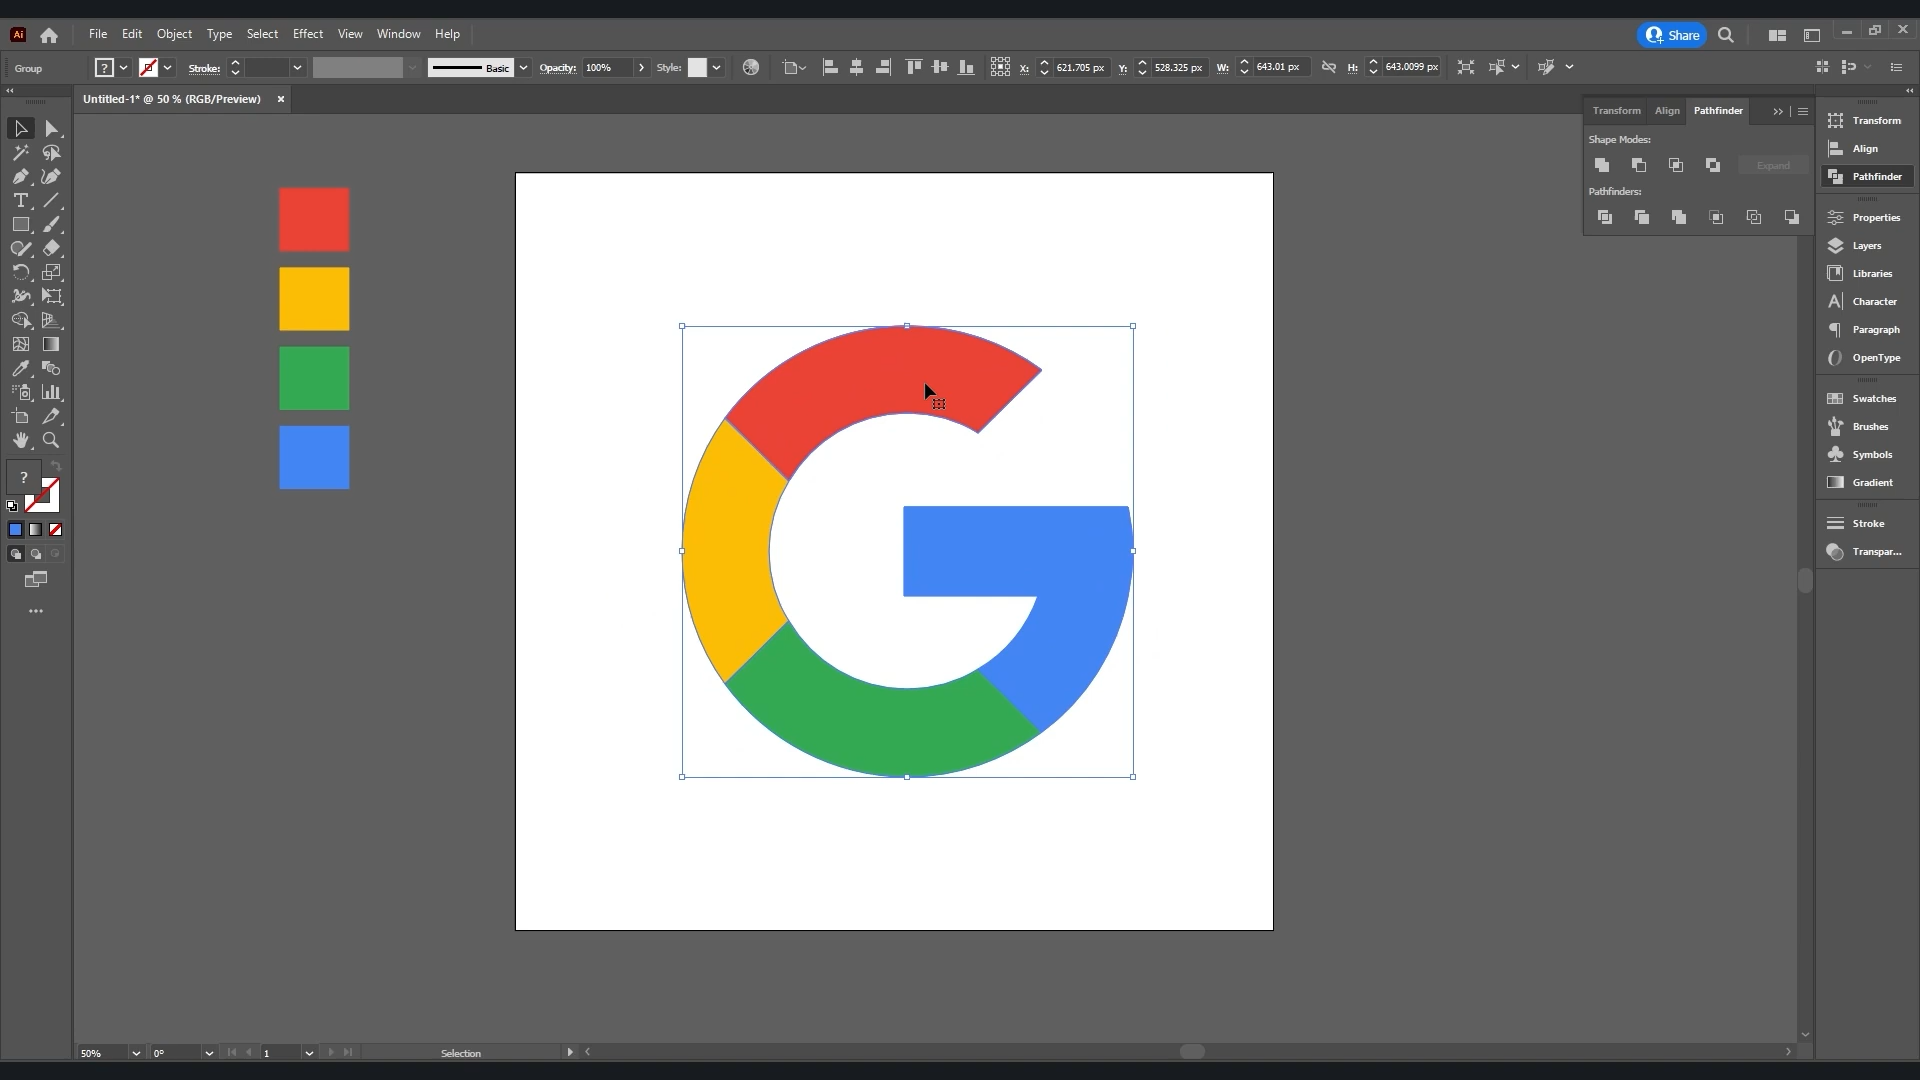 Ai File Edit Object Type Select Effect View Window Help Share
Group ? Stroke: Basic Opacity: 100% Style: X: 621.705 px Y: 528.325 px W: 643.01 px H: 643.0099 px
Untitled-1* @ 50 % (RGB/Preview) ×
Transform Align Pathfinder
Shape Modes:
Expand
Pathfinders:
Transform
Align
Pathfinder
Properties
Layers
Libraries
Character
Paragraph
OpenType
Swatches
Brushes
Symbols
Gradient
Stroke
Transpar...
?
50% 0° 1 Selection